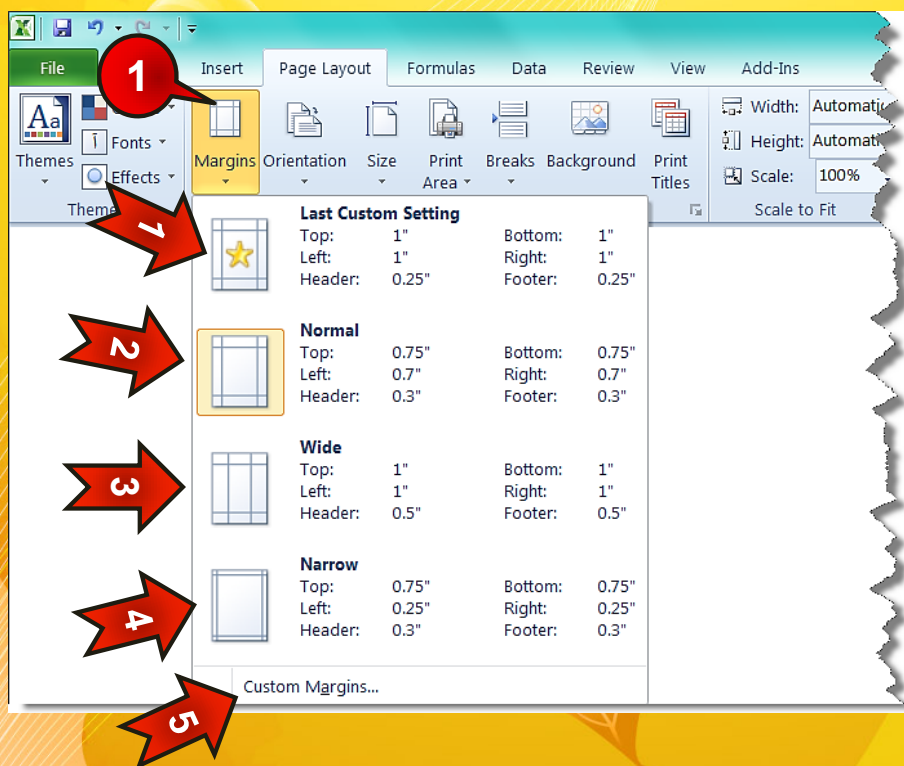 File Insert Page Layout Formulas Data Review View Add-Ins
1
Aa
Themes
Fonts
Effects
Margins
Orientation
Size
Print Area
Breaks
Background
Print Titles
Width:
Height:
Scale: 100%
Scale to Fit
1
Last Custom Setting
Top: 1" Bottom: 1"
Left: 1" Right: 1"
Header: 0.25" Footer: 0.25"
2
Normal
Top: 0.75" Bottom: 0.75"
Left: 0.7" Right: 0.7"
Header: 0.3" Footer: 0.3"
3
Wide
Top: 1" Bottom: 1"
Left: 1" Right: 1"
Header: 0.5" Footer: 0.5"
4
Narrow
Top: 0.75" Bottom: 0.75"
Left: 0.25" Right: 0.25"
Header: 0.3" Footer: 0.3"
5
Custom Margins...